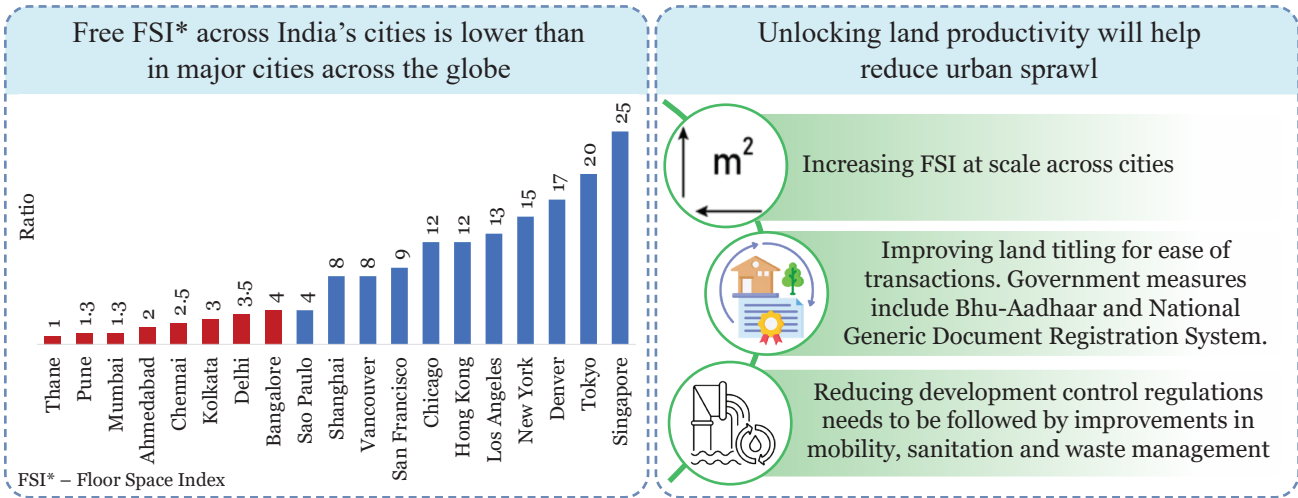 Free FSI* across India’s cities is lower than
in major cities across the globe
Ratio
1
1.3
1.3
2
2.5
3
3.5
4
4
8
8
9
12
12
13
15
17
20
25
Thane
Pune
Mumbai
Ahmedabad
Chennai
Kolkata
Delhi
Bangalore
Sao Paulo
Shanghai
Vancouver
San Francisco
Chicago
Hong Kong
Los Angeles
New York
Denver
Tokyo
Singapore
FSI* – Floor Space Index
Unlocking land productivity will help
reduce urban sprawl
m²
Increasing FSI at scale across cities
Improving land titling for ease of
transactions. Government measures
include Bhu-Aadhaar and National
Generic Document Registration System.
Reducing development control regulations
needs to be followed by improvements in
mobility, sanitation and waste management